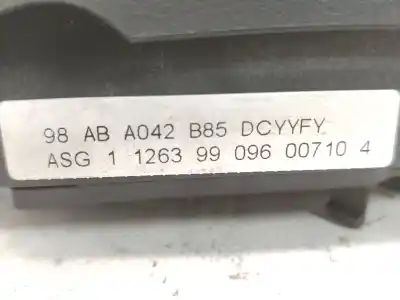 98 AB A042 B85 DCYYFY
ASG 1 1263 99 096 00710 4